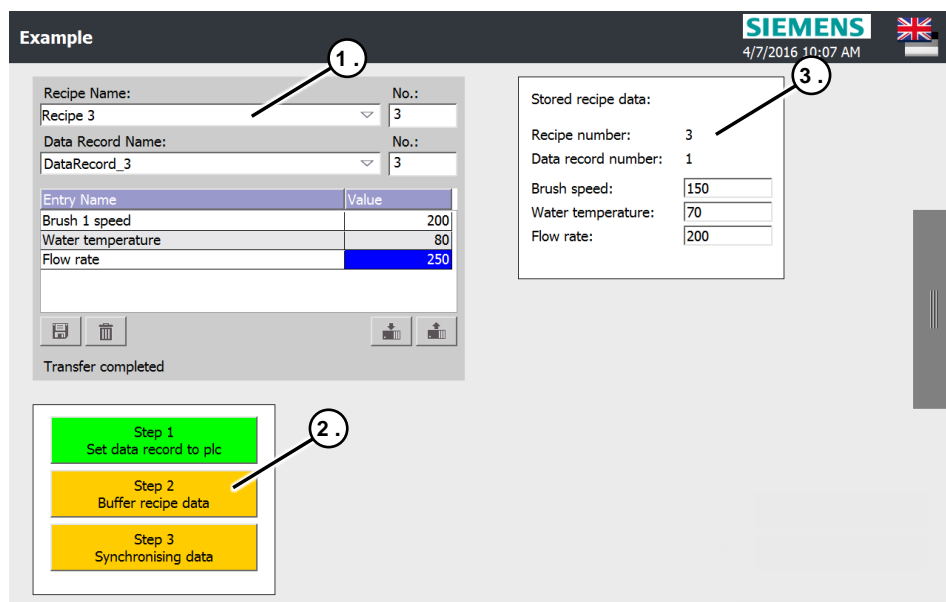 Example
SIEMENS
4/7/2016 10:07 AM
1 .
Recipe Name: No.:
Recipe 3 3
Data Record Name: No.:
DataRecord_3 3
Entry Name Value
Brush 1 speed 200
Water temperature 80
Flow rate 250
Transfer completed
3 .
Stored recipe data:
Recipe number: 3
Data record number: 1
Brush speed: 150
Water temperature: 70
Flow rate: 200
2 .
Step 1
Set data record to plc
Step 2
Buffer recipe data
Step 3
Synchronising data